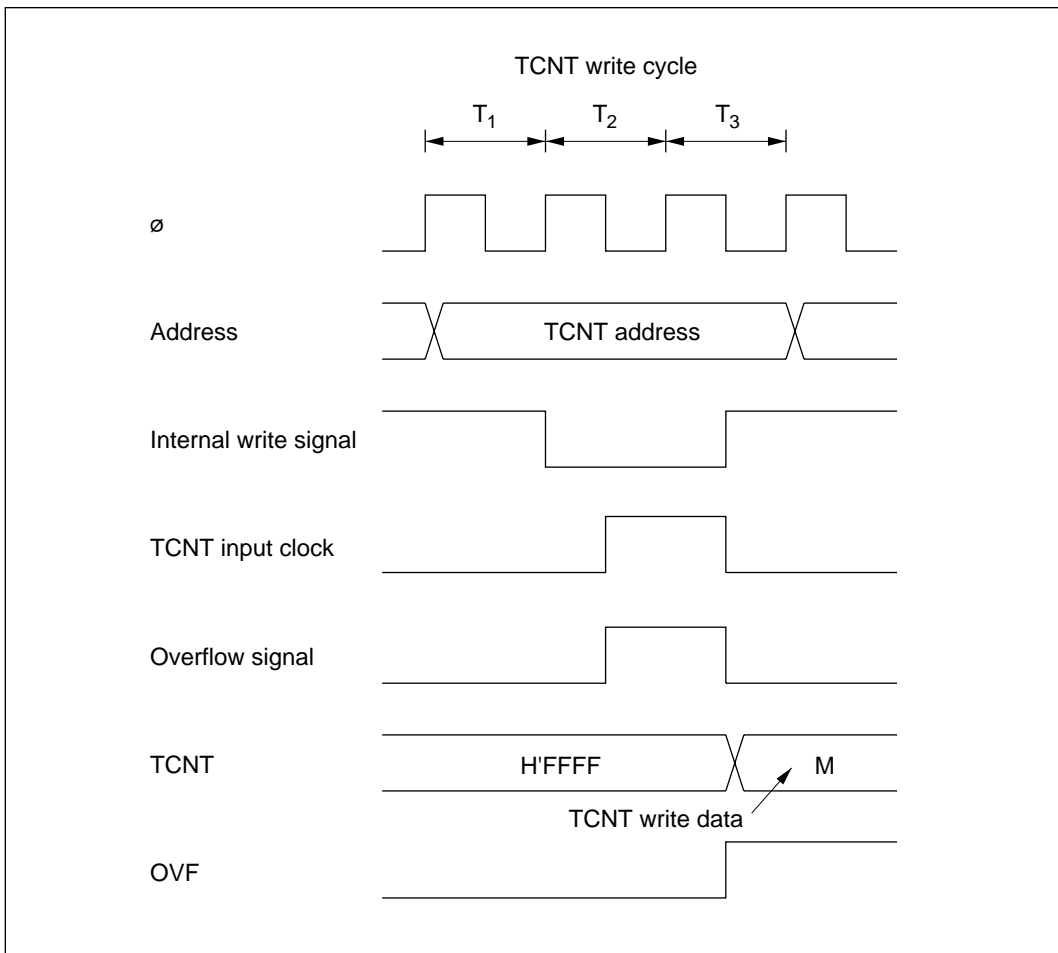 TCNT write cycle
T1 T2 T3
ø
Address TCNT address
Internal write signal
TCNT input clock
Overflow signal
TCNT H'FFFF M
TCNT write data
OVF